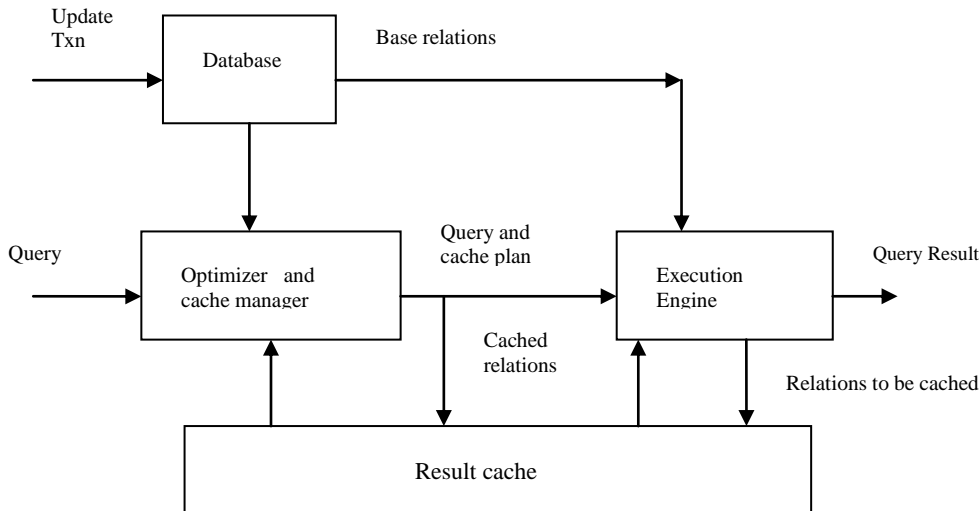 Update
Txn
Database
Base relations
Query
Optimizer and
cache manager
Query and
cache plan
Execution
Engine
Query Result
Cached
relations
Relations to be cached
Result cache